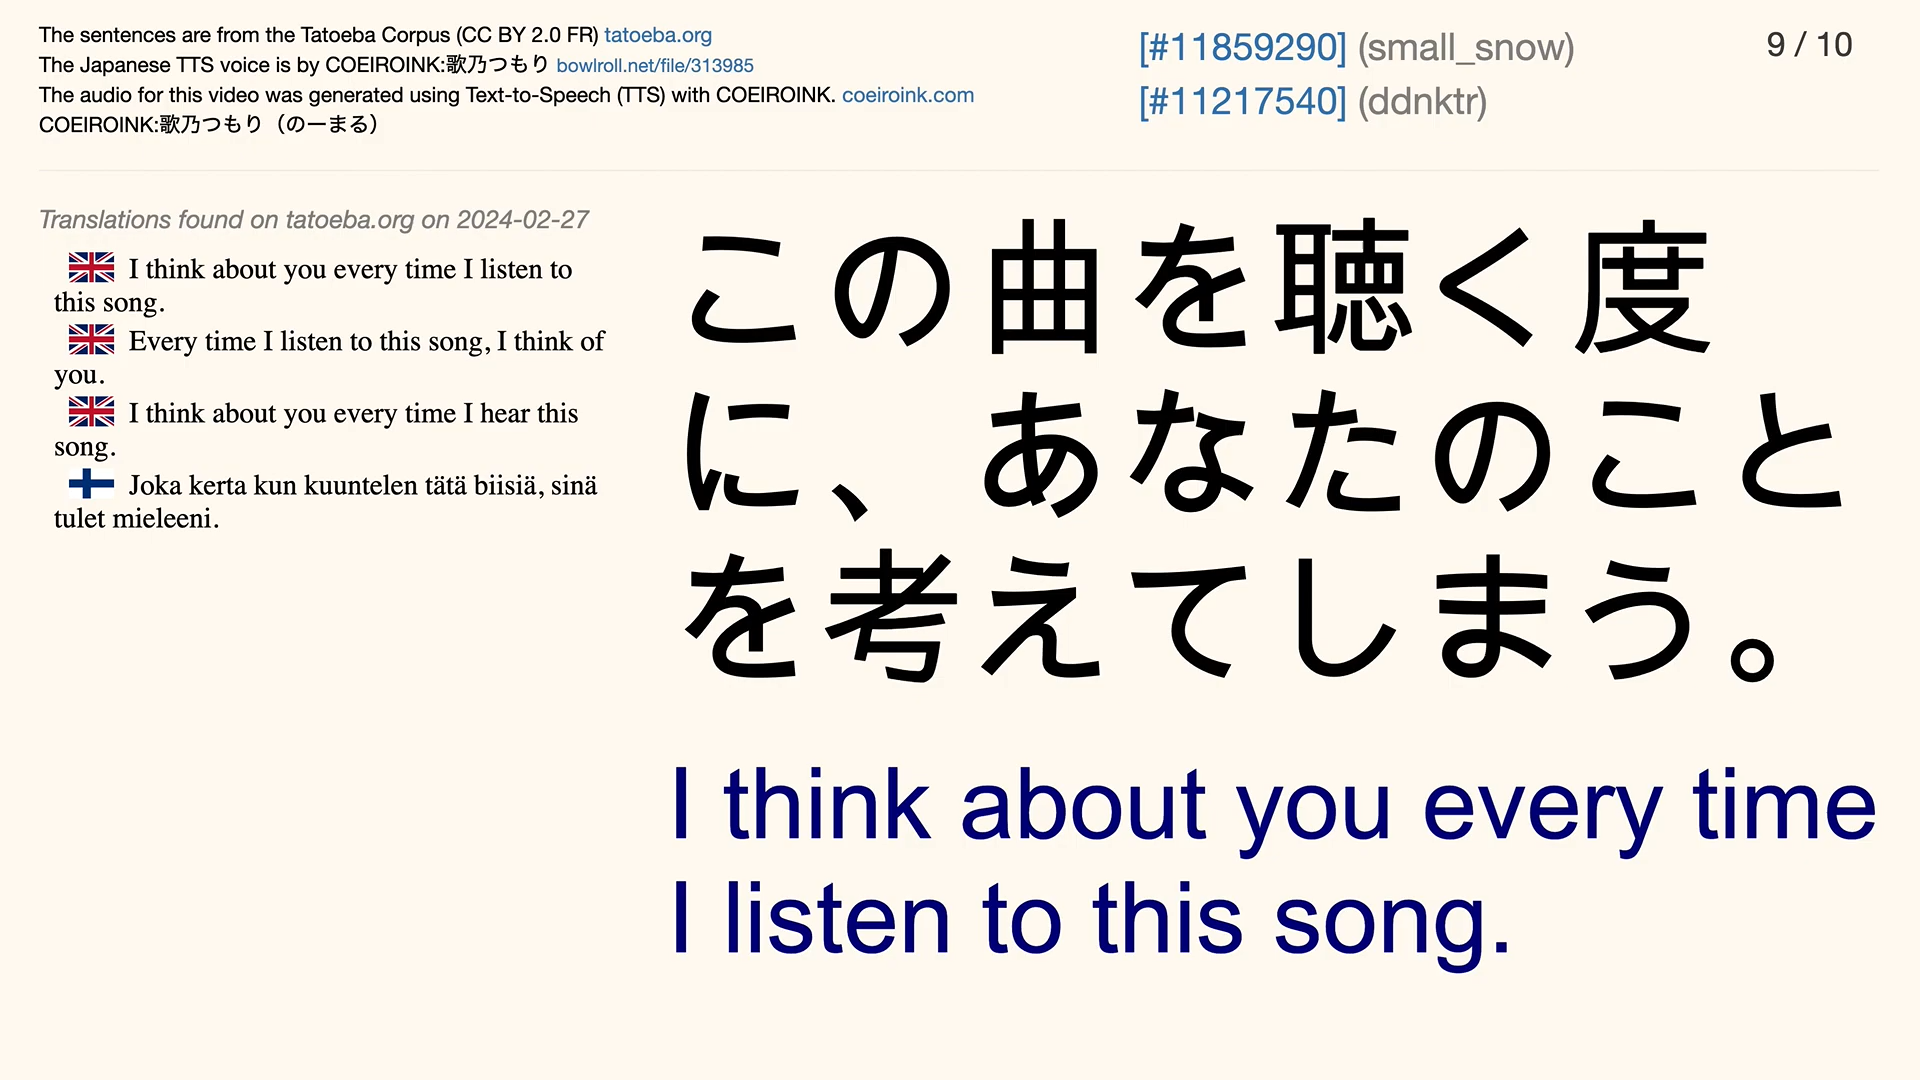 The sentences are from the Tatoeba Corpus (CC BY 2.0 FR) tatoeba.org
The Japanese TTS voice is by COEIROINK:歌乃つもり bowlroll.net/file/313985
The audio for this video was generated using Text-to-Speech (TTS) with COEIROINK. coeiroink.com
COEIROINK:歌乃つもり（のーまる）
[#11859290] (small_snow)
[#11217540] (ddnktr)
9 / 10
Translations found on tatoeba.org on 2024-02-27
I think about you every time I listen to
this song.
Every time I listen to this song, I think of
you.
I think about you every time I hear this
song.
Joka kerta kun kuuntelen tätä biisiä, sinä
tulet mieleeni.
この曲を聴く度
に、あなたのこと
を考えてしまう。
I think about you every time
I listen to this song.